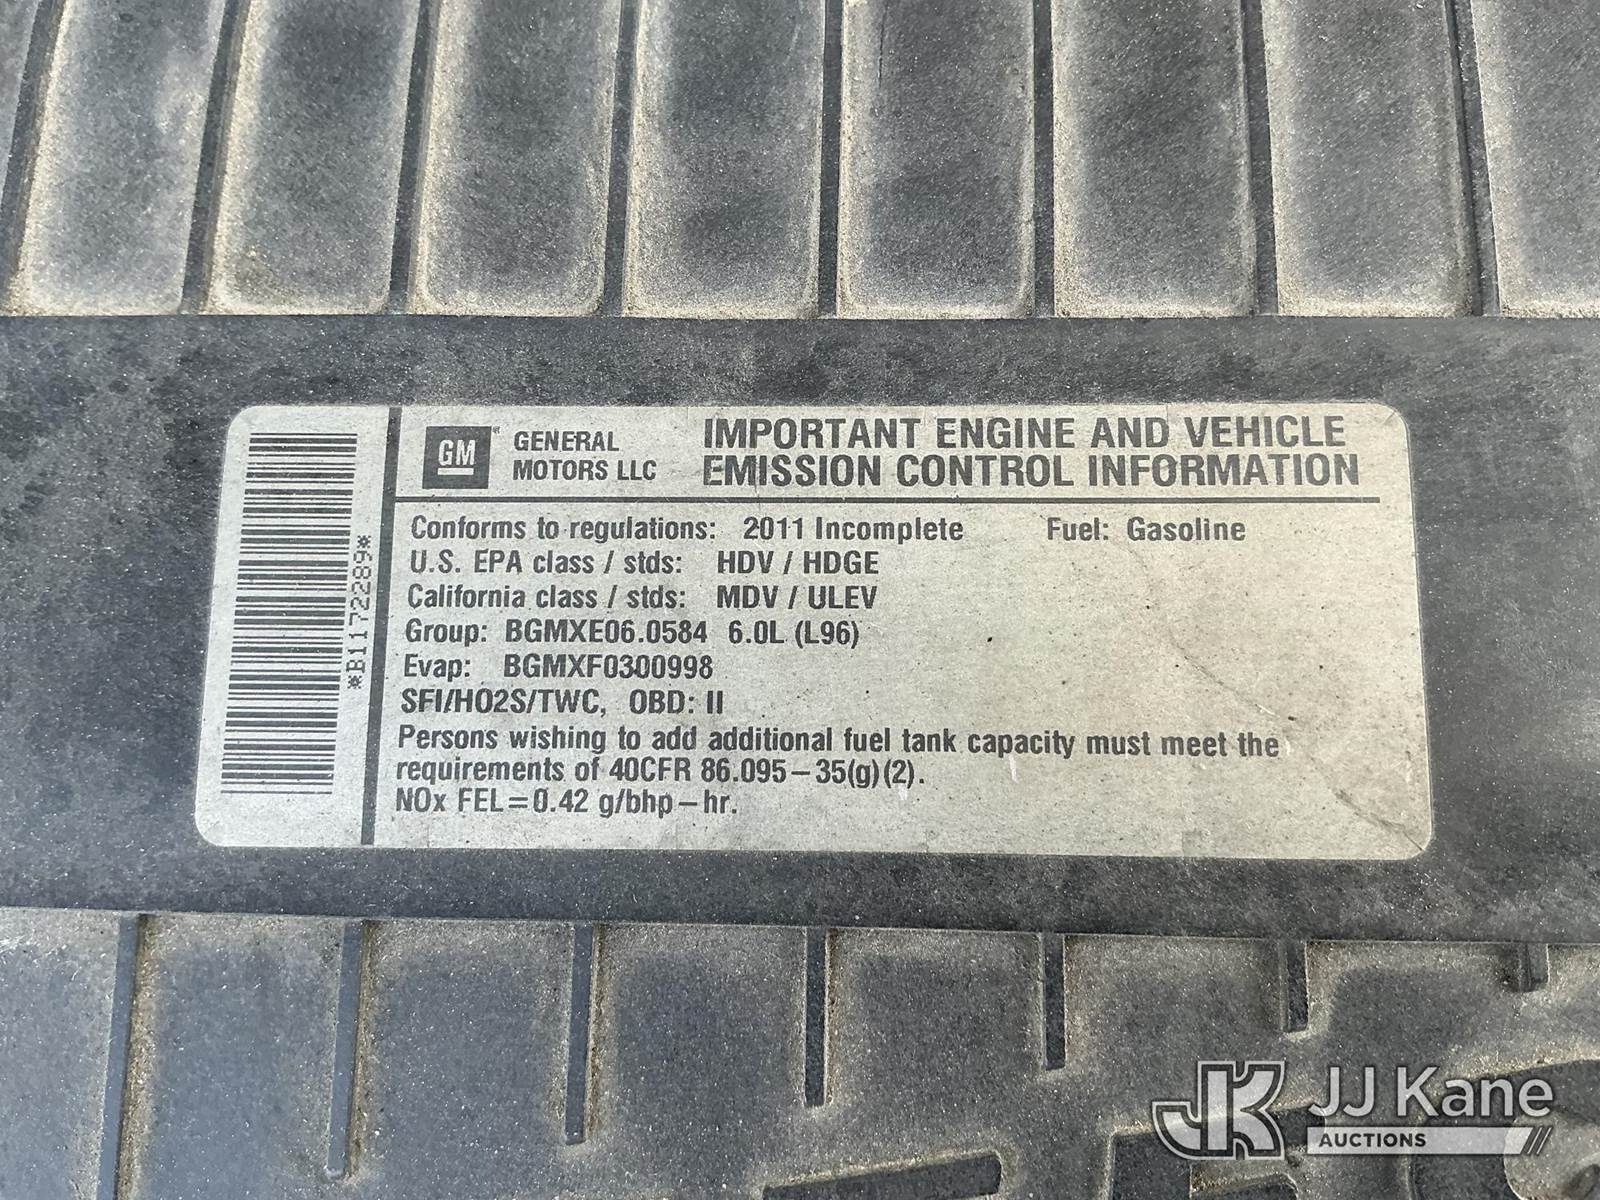 *B1172289*
GM GENERAL MOTORS LLC
IMPORTANT ENGINE AND VEHICLE
EMISSION CONTROL INFORMATION
Conforms to regulations: 2011 Incomplete Fuel: Gasoline
U.S. EPA class / stds: HDV / HDGE
California class / stds: MDV / ULEV
Group: BGMXE06.0584 6.0L (L96)
Evap: BGMXF0300998
SFI/HO2S/TWC, OBD: II
Persons wishing to add additional fuel tank capacity must meet the
requirements of 40CFR 86.095-35(g)(2).
NOx FEL=0.42 g/bhp-hr.
JK JJ Kane
AUCTIONS